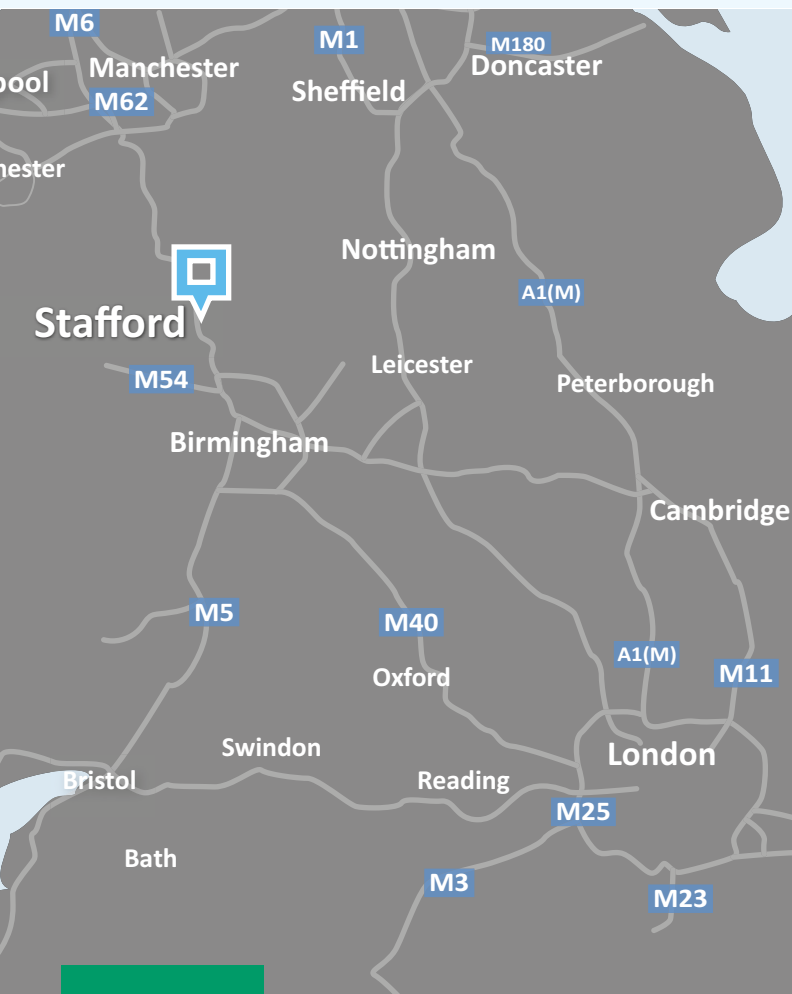 M6
M1
M180
Manchester
Doncaster
pool
Sheffield
M62
hester
Nottingham
A1(M)
Stafford
Leicester
M54
Peterborough
Birmingham
Cambridge
M5
M40
A1(M)
M11
Oxford
Swindon
London
Bristol
Reading
M25
Bath
M3
M23